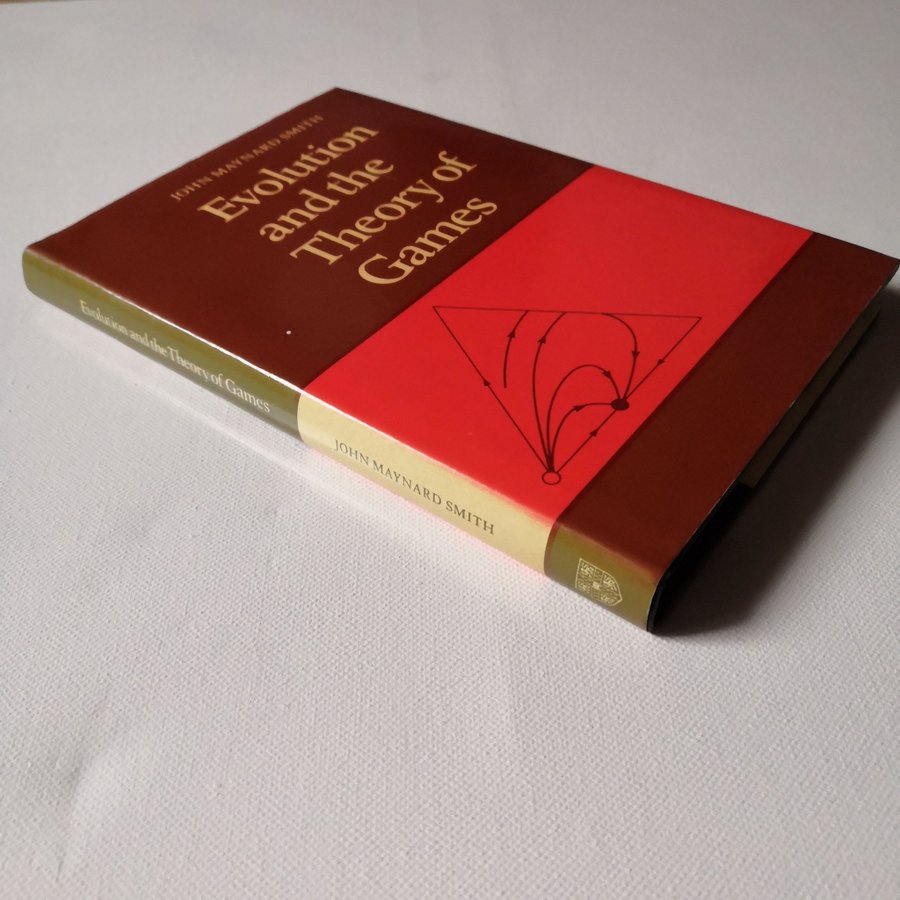 JOHN MAYNARD SMITH
Evolution
and the
Theory of
Games
Evolution and the Theory of Games
JOHN MAYNARD SMITH